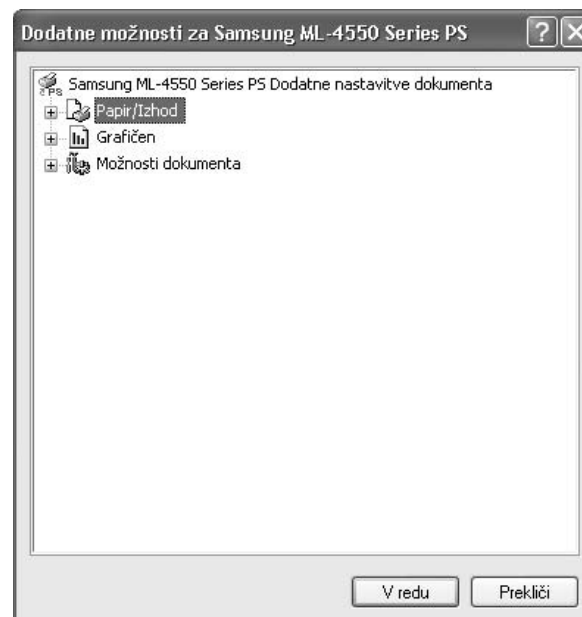 Dodatne možnosti za Samsung ML-4550 Series PS
Samsung ML-4550 Series PS Dodatne nastavitve dokumenta
Papir/Izhod
Grafičen
Možnosti dokumenta
V redu
Prekliči